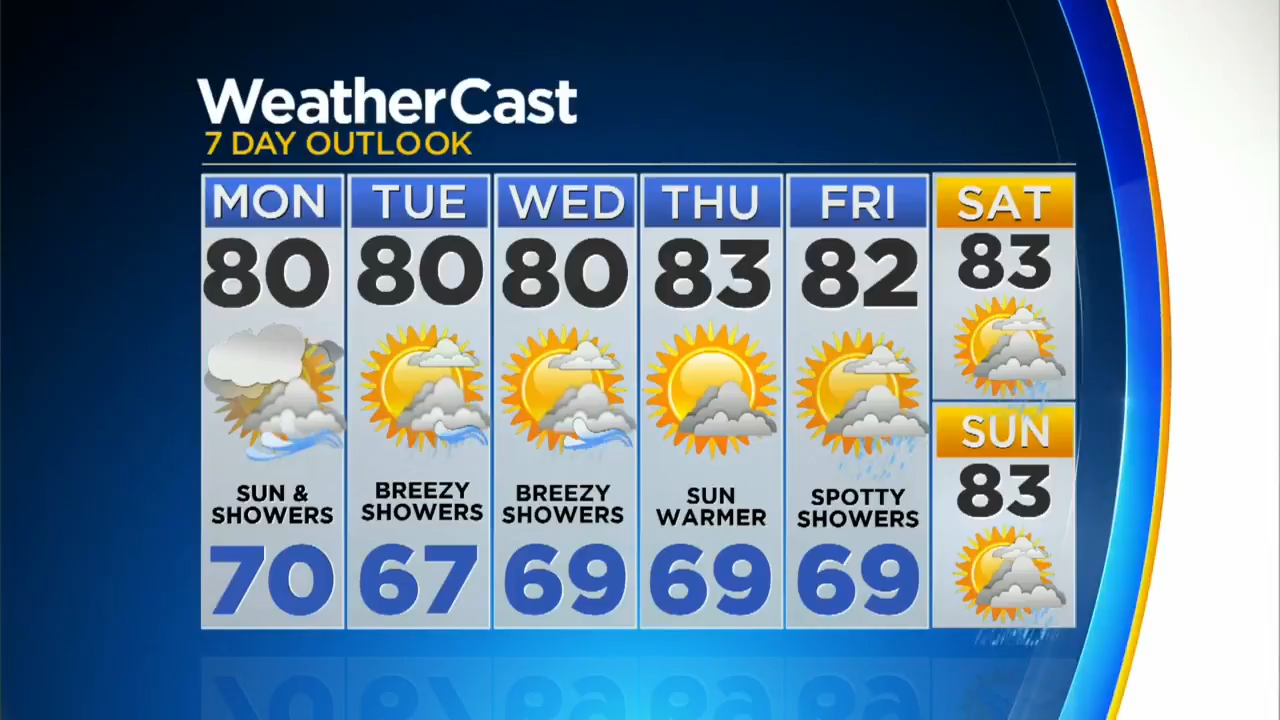 WeatherCast
7 DAY OUTLOOK
MON TUE WED THU FRI SAT
80 80 80 83 82 83
SUN
83
SUN & SHOWERS
BREEZY SHOWERS
BREEZY SHOWERS
SUN WARMER
SPOTTY SHOWERS
70 67 69 69 69